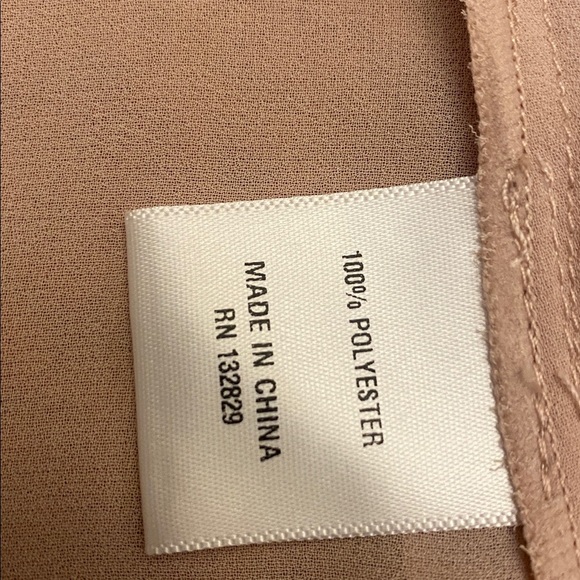 100% POLYESTER
MADE IN CHINA
RN 132829